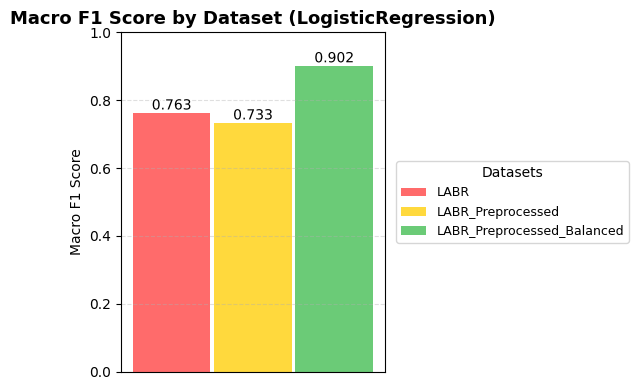 Macro F1 Score by Dataset (LogisticRegression)
Macro F1 Score
1.0
0.8
0.6
0.4
0.2
0.0
0.763
0.733
0.902
Datasets
LABR
LABR_Preprocessed
LABR_Preprocessed_Balanced